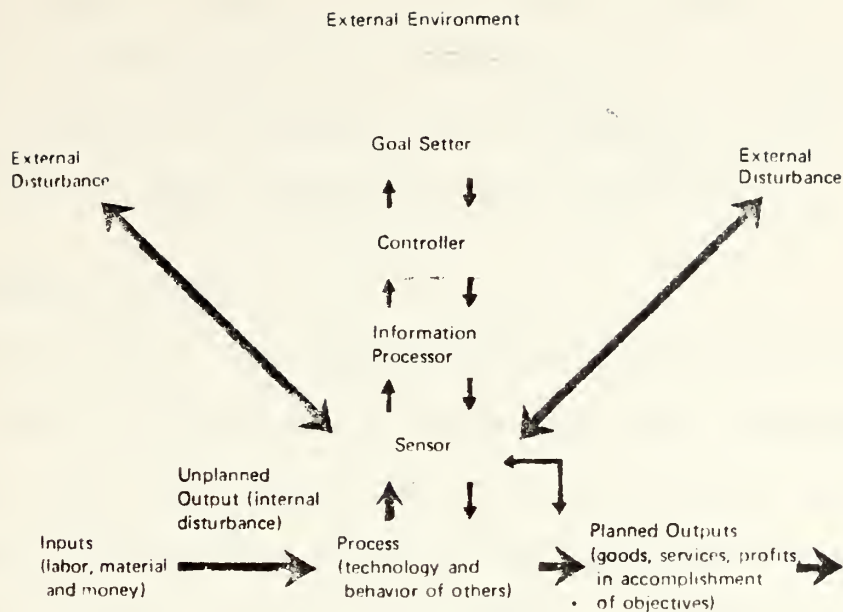 External Environment
Goal Setter
External
Disturbance
External
Disturbance
Controller
Information
Processor
Sensor
Unplanned
Output (internal
disturbance)
Inputs
(labor, material
and money)
Process
(technology and
behavior of others)
Planned Outputs
(goods, services, profits,
in accomplishment
of objectives)